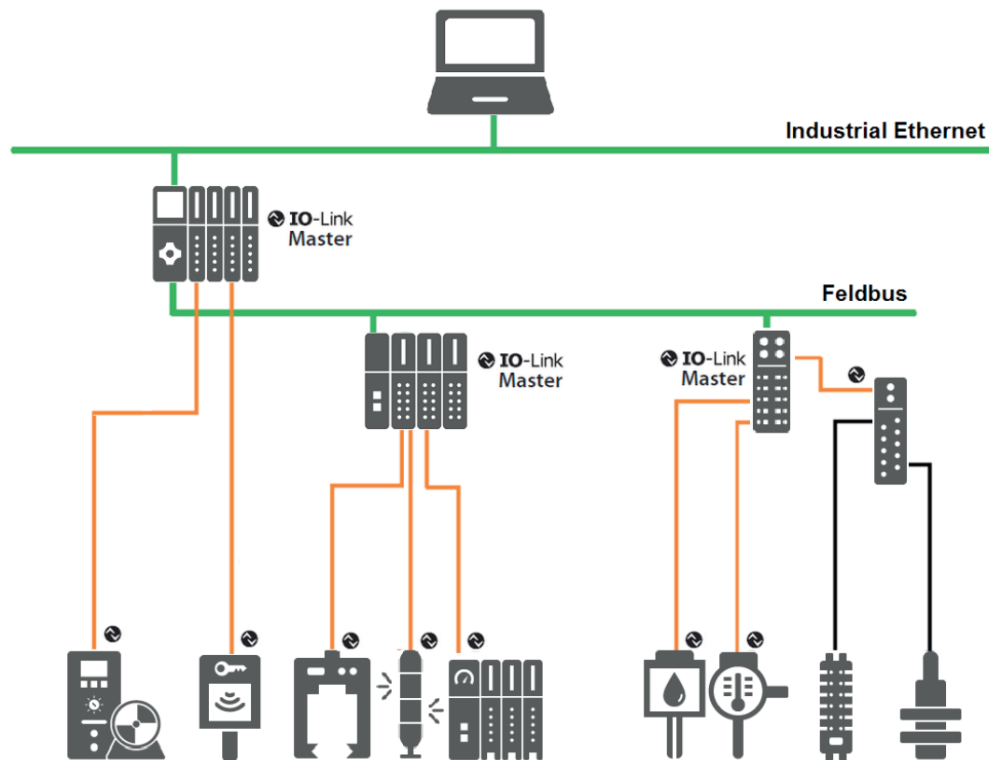 Industrial Ethernet
IO-Link
Master
Feldbus
IO-Link
Master
IO-Link
Master